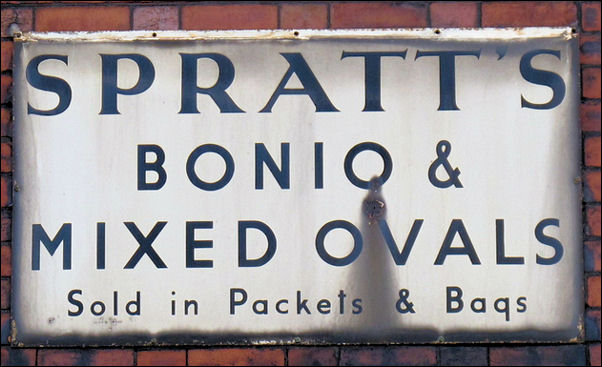 SPRATT'S
BONIO &
MIXED OVALS
Sold in Packets & Bags